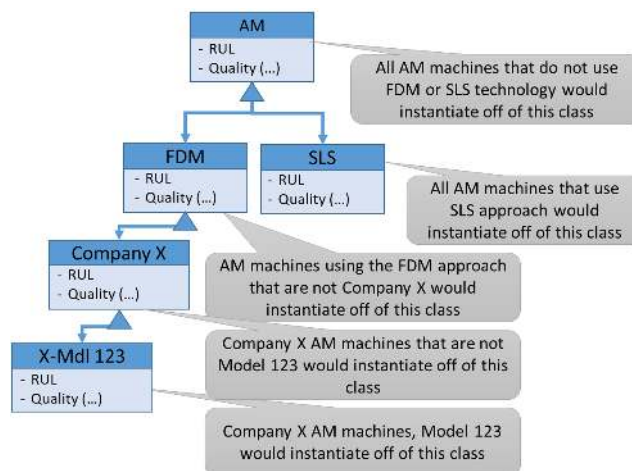 AM
- RUL
- Quality (...)
All AM machines that do not use
FDM or SLS technology would
instantiate off of this class
FDM
- RUL
- Quality (...)
SLS
- RUL
- Quality (...)
All AM machines that use
SLS approach would
instantiate off of this class
Company X
- RUL
- Quality (...)
AM machines using the FDM approach
that are not Company X would
instantiate off of this class
Company X AM machines that are not
Model 123 would instantiate off of this
class
X-Mdl 123
- RUL
- Quality (...)
Company X AM machines, Model 123
would instantiate off of this class